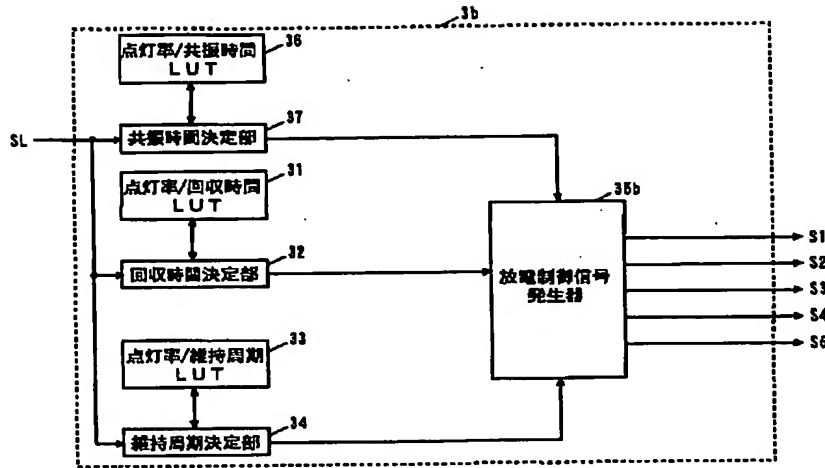 3b
点灯率/共振時間
LUT
36
SL
共振時間決定部
37
点灯率/回収時間
LUT
31
回収時間決定部
32
点灯率/維持周期
LUT
33
維持周期決定部
34
35b
放電制御信号
発生器
S1
S2
S3
S4
S6